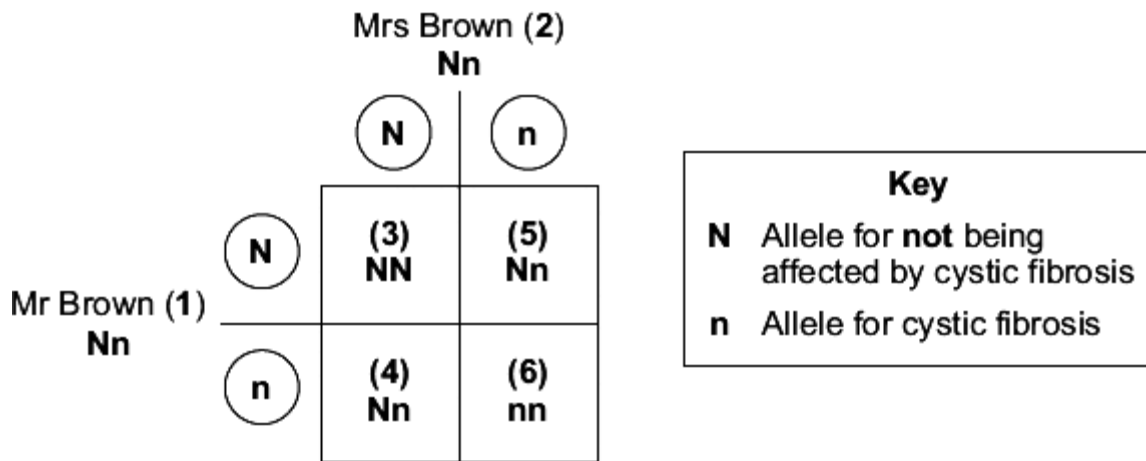 Mrs Brown (2)
Nn
N
n
N
(3)
NN
(5)
Nn
Mr Brown (1)
Nn
n
(4)
Nn
(6)
nn
Key
N Allele for not being
affected by cystic fibrosis
n Allele for cystic fibrosis